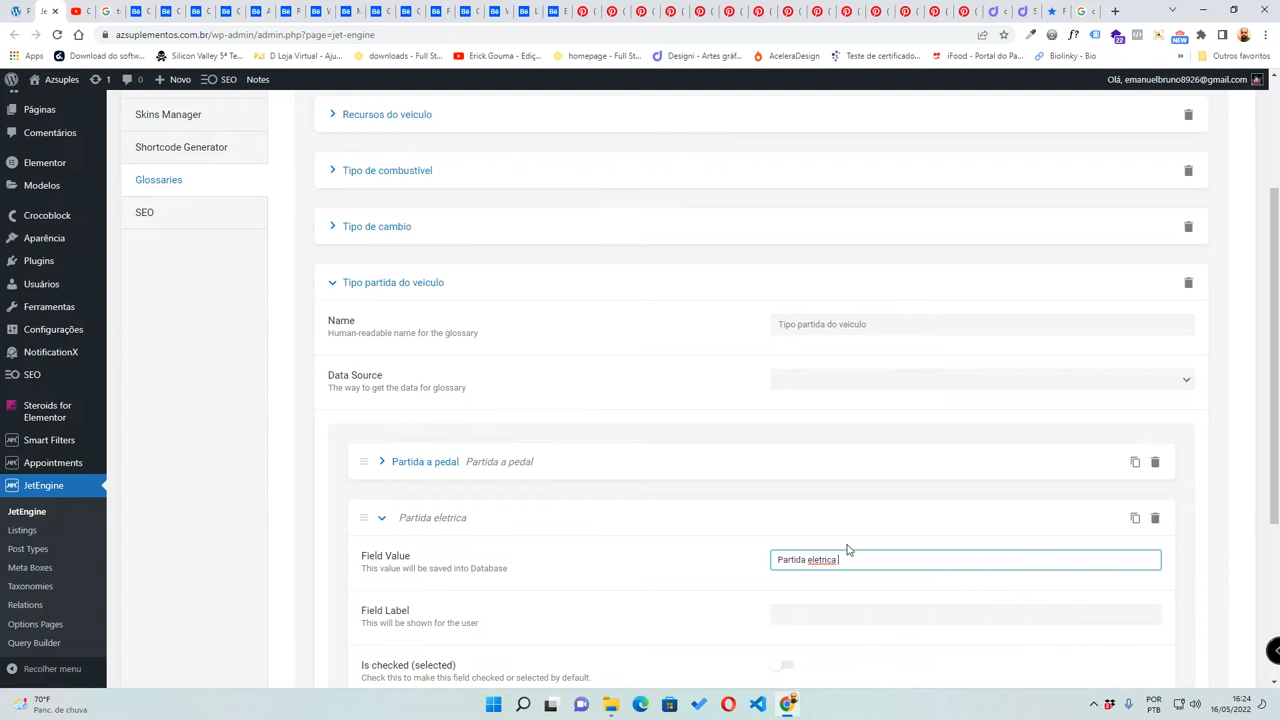 azsuplementos.com.br/wp-admin/admin.php?page=jet-engine
Apps
Download do softw...
Silicon Valley 5ª T...
D Loja Virtual - Aju...
downloads – Full St...
Erick Gouma - Ediç...
homepage – Full St...
Designi - Artes gráf...
AceleraDesign
Teste de certificado...
iFood - Portal do Pa...
Biolinky - Bio
»
Outros favoritos
22
NEW
Azsuples
1
0
Novo
SEO
Notes
Olá, emanuelbruno8926@gmail.com
Páginas
Comentários
Elementor
Modelos
Crocoblock
Aparência
Plugins
Usuários
Ferramentas
Configurações
NotificationX
SEO
Steroids for
Elementor
Smart Filters
Appointments
JetEngine
JetEngine
Listings
Post Types
Meta Boxes
Taxonomies
Relations
Options Pages
Query Builder
Recolher menu
Skins Manager
Shortcode Generator
Glossaries
SEO
Recursos do veiculo
Tipo de combustível
Tipo de cambio
Tipo partida do veiculo
Name
Human-readable name for the glossary
Tipo partida do veiculo
Data Source
The way to get the data for glossary
Partida a pedal Partida a pedal
Partida eletrica
Field Value
This value will be saved into Database
Partida eletrica
Field Label
This will be shown for the user
Is checked (selected)
Check this to make this field checked or selected by default.
70°F
Panc. de chuva
POR
PTB
16:24
16/05/2022